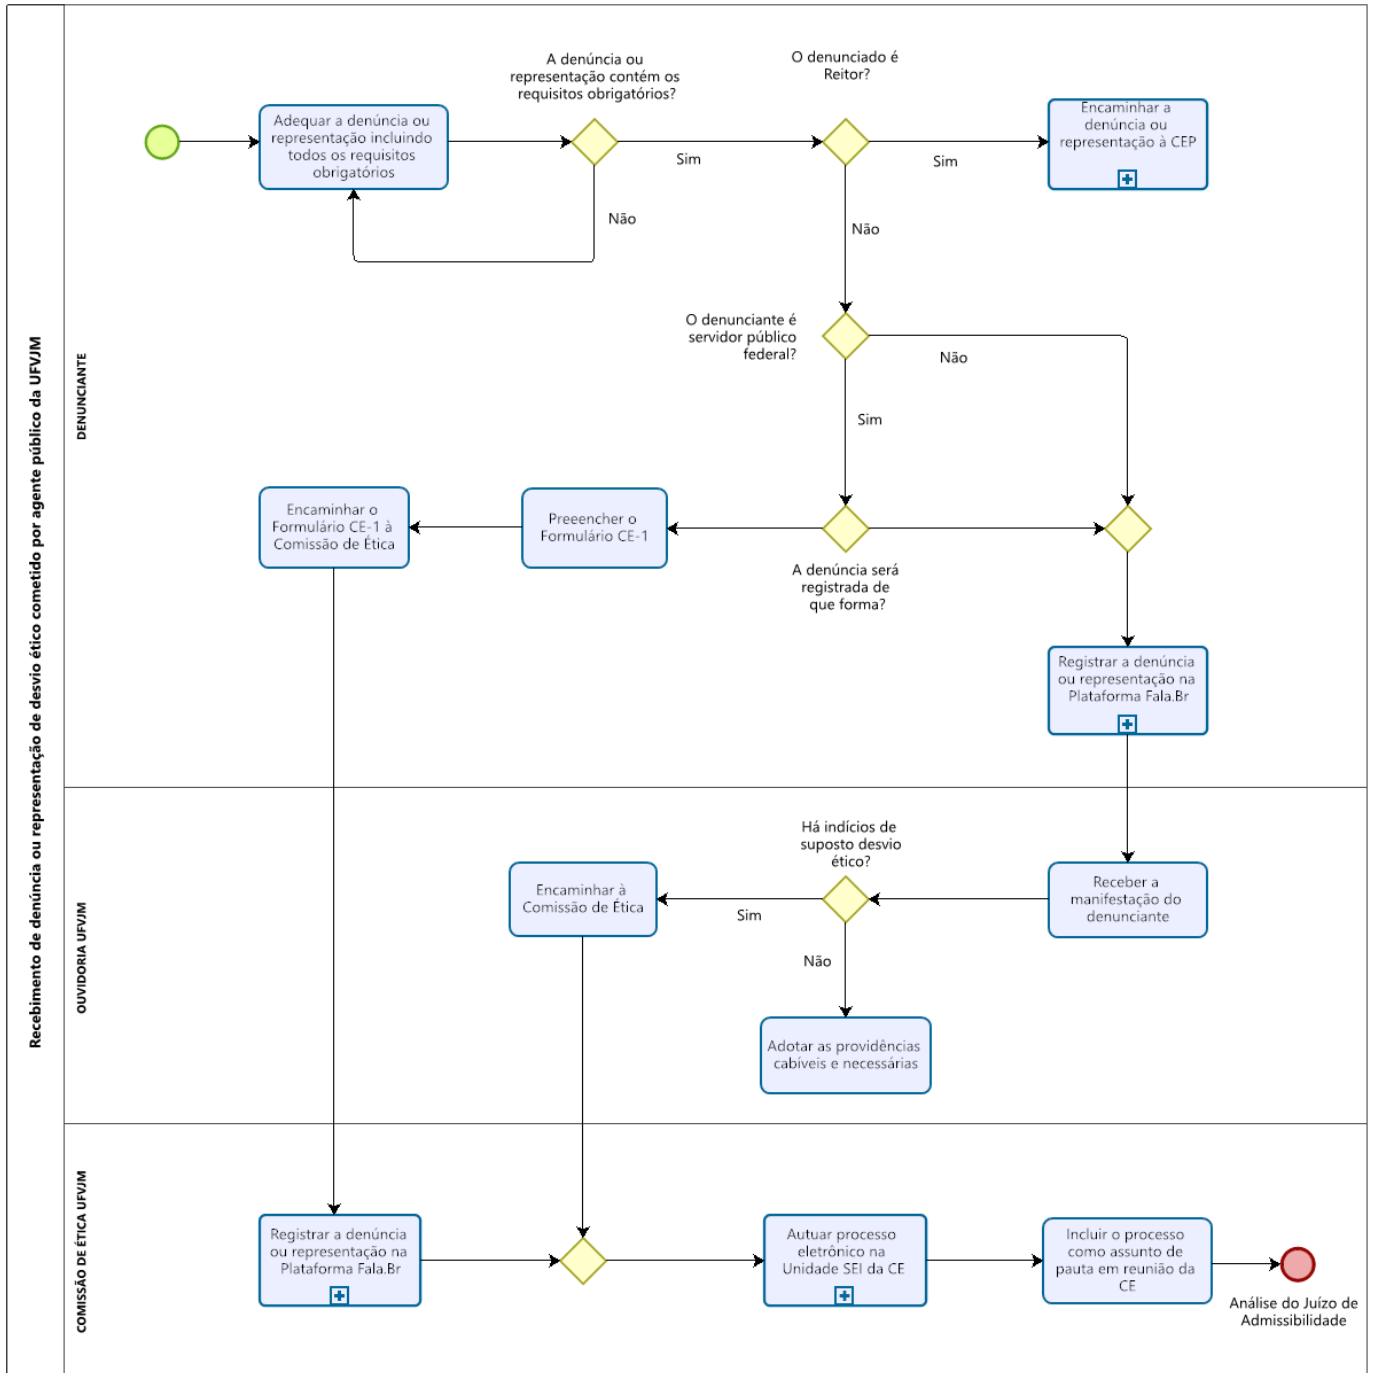 Recebimento de denúncia ou representação de desvio ético cometido por agente público da UFVJM
DENUNCIANTE
A denúncia ou
representação contém os
requisitos obrigatórios?
O denunciado é
Reitor?
Adequar a denúncia ou
representação incluindo
todos os requisitos
obrigatórios
Sim
Sim
Encaminhar a
denúncia ou
representação à CEP
Não
Não
O denunciante é
servidor público
federal?
Não
Sim
Encaminhar o
Formulário CE-1 à
Comissão de Ética
Preeencher o
Formulário CE-1
A denúncia será
registrada de
que forma?
Registrar a denúncia
ou representação na
Plataforma Fala.Br
OUVIDORIA UFVJM
Há indícios de
suposto desvio
ético?
Encaminhar à
Comissão de Ética
Sim
Receber a
manifestação do
denunciante
Não
Adotar as providências
cabíveis e necessárias
COMISSÃO DE ÉTICA UFVJM
Registrar a denúncia
ou representação na
Plataforma Fala.Br
Autuar processo
eletrônico na
Unidade SEI da CE
Incluir o processo
como assunto de
pauta em reunião da
CE
Análise do Juízo de
Admissibilidade